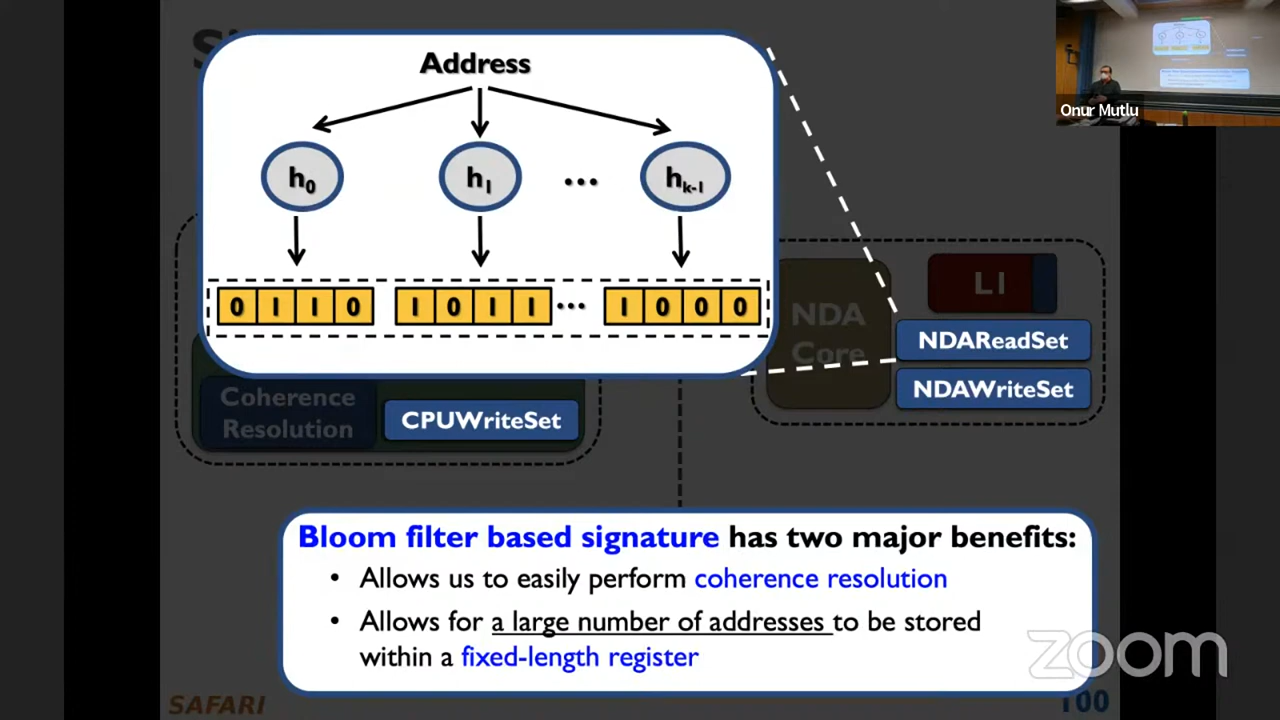 Address
h0 h1 ... hk-1
0 1 1 0 1 0 1 1 ... 1 0 0 0
NDA
Core
L1
NDAReadSet
NDAWriteSet
Coherence
Resolution
CPUWriteSet
Bloom filter based signature has two major benefits:
• Allows us to easily perform coherence resolution
• Allows for a large number of addresses to be stored
within a fixed-length register
SAFARI
100
zoom
Onur Mutlu